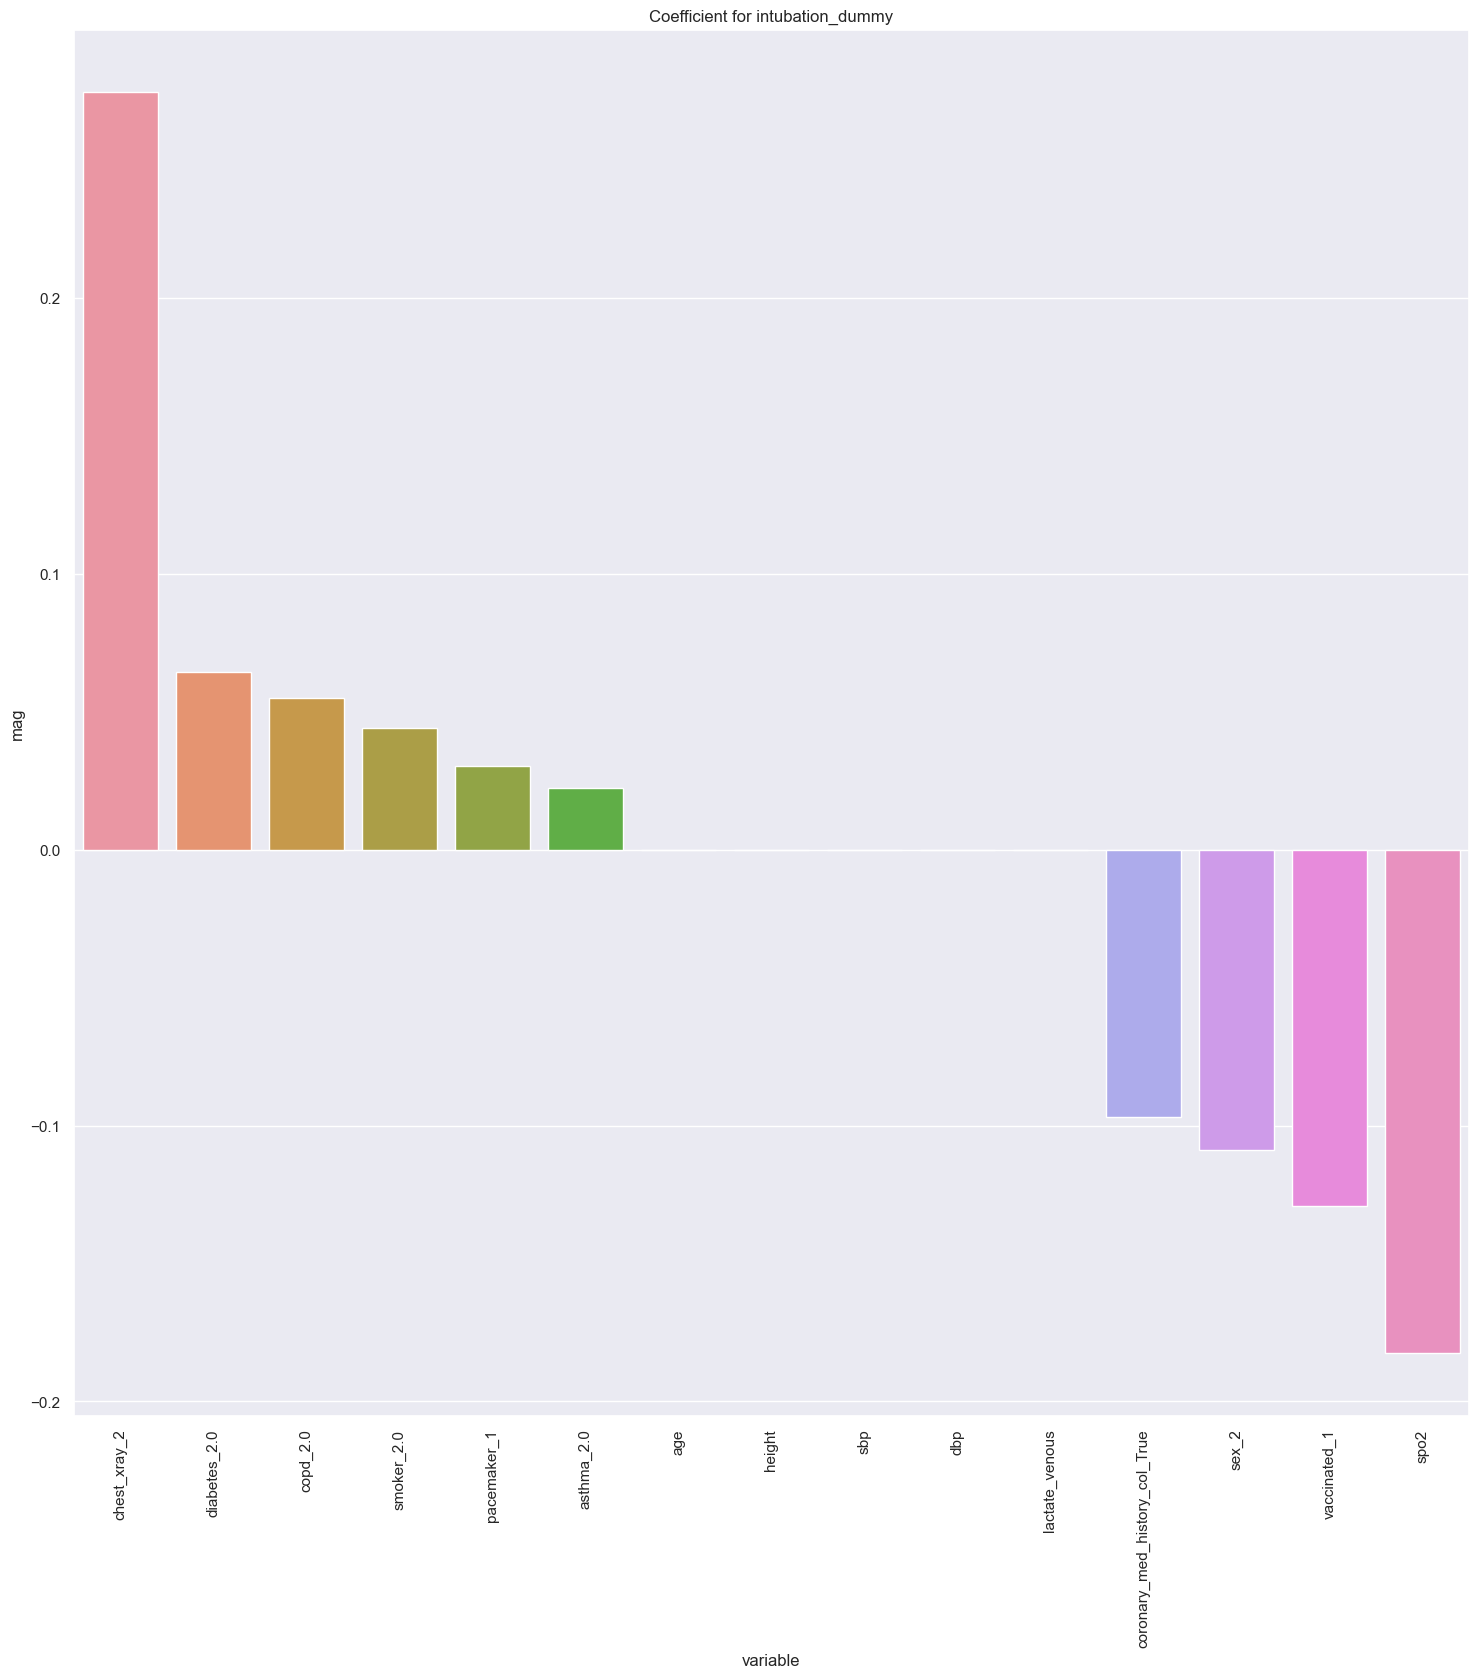 Coefficient for intubation_dummy
mag
0.2
0.1
0.0
−0.1
−0.2
chest_xray_2
diabetes_2.0
copd_2.0
smoker_2.0
pacemaker_1
asthma_2.0
age
height
sbp
dbp
lactate_venous
coronary_med_history_col_True
sex_2
vaccinated_1
spo2
variable